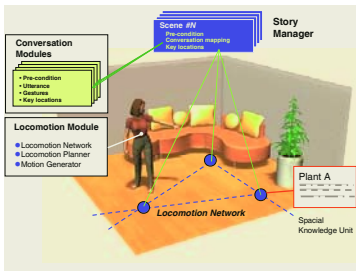 Conversation
Modules
• Pre-condition
• Utterance
• Gestures
• Key locations
Scene #N
Pre-condition
Conversation mapping
Key locations
Story
Manager
Locomotion Module
• Locomotion Network
• Locomotion Planner
• Motion Generator
Plant A
Locomotion Network
Spacial
Knowledge Unit